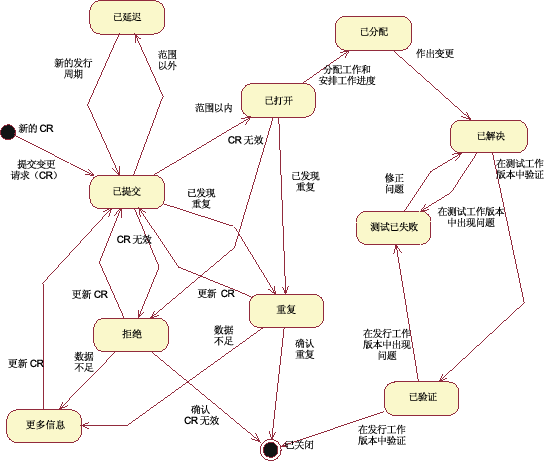 已延迟
已分配
新的发行
周期
范围
以外
作出变更
分配工作和
安排工作进度
已打开
范围以内
新的 CR
CR 无效
已解决
提交变更
请求（CR）
在测试工作
版本中验证
已提交
已发现
重复
已发现
重复
修正
问题
在测试工作版本
中出现问题
测试已失败
CR 无效
更新 CR
更新 CR
重复
拒绝
数据
不足
在发行工作
版本中出现
问题
确认
重复
更新 CR
数据
不足
已验证
更多信息
确认
CR 无效
已关闭
在发行工作
版本中验证